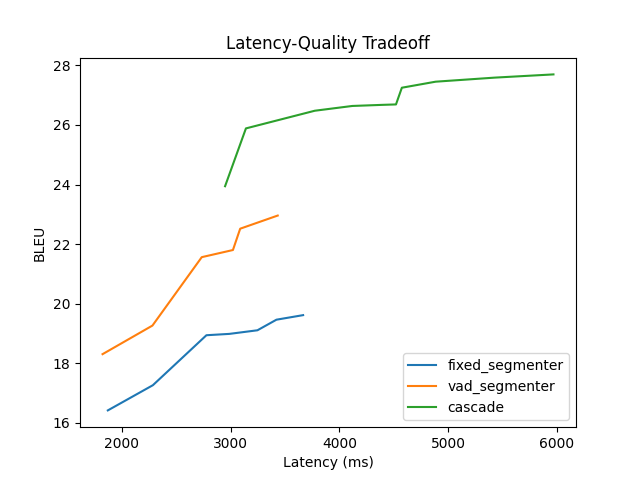 Latency-Quality Tradeoff
28
26
24
22
20
18
16
BLEU
fixed_segmenter
vad_segmenter
cascade
2000 3000 4000 5000 6000
Latency (ms)